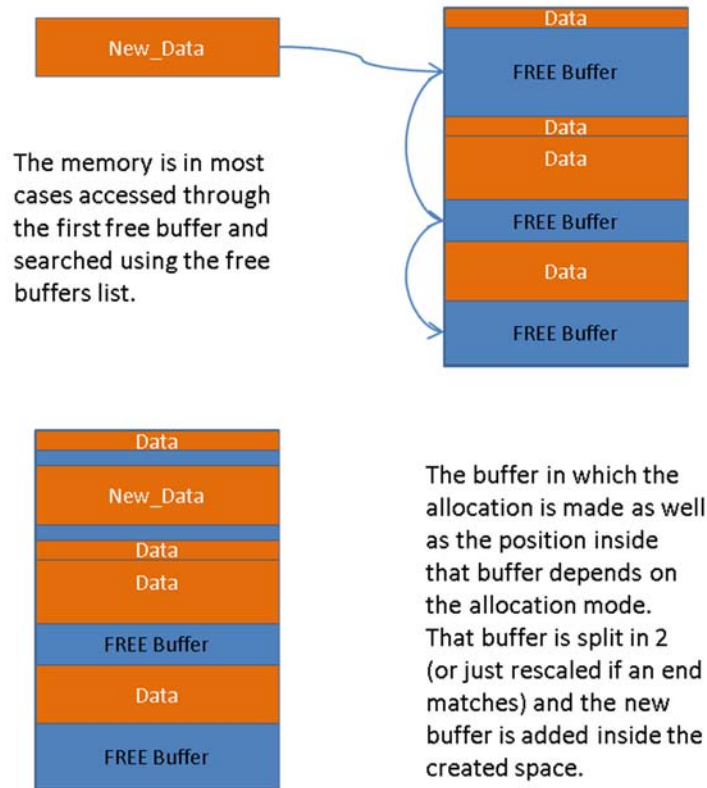 New_Data
Data
FREE Buffer
Data
Data
FREE Buffer
Data
FREE Buffer
The memory is in most
cases accessed through
the first free buffer and
searched using the free
buffers list.
Data
New_Data
Data
Data
FREE Buffer
Data
FREE Buffer
The buffer in which the
allocation is made as well
as the position inside
that buffer depends on
the allocation mode.
That buffer is split in 2
(or just rescaled if an end
matches) and the new
buffer is added inside the
created space.